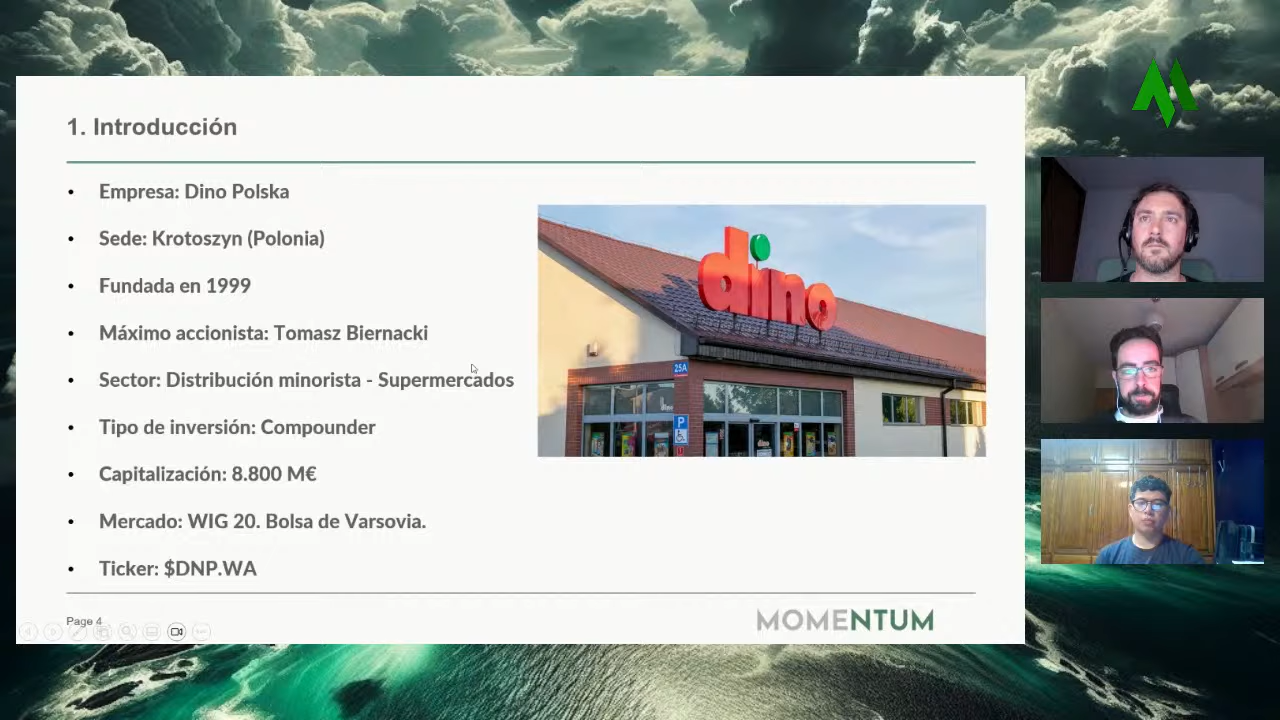 1. Introducción
Empresa: Dino Polska
Sede: Krotoszyn (Polonia)
Fundada en 1999
Máximo accionista: Tomasz Biernacki
Sector: Distribución minorista - Supermercados
Tipo de inversión: Compounder
Capitalización: 8.800 M€
Mercado: WIG 20. Bolsa de Varsovia.
Ticker: $DNP.WA
dino
25A
P
dino
Page 4
MOMENTUM